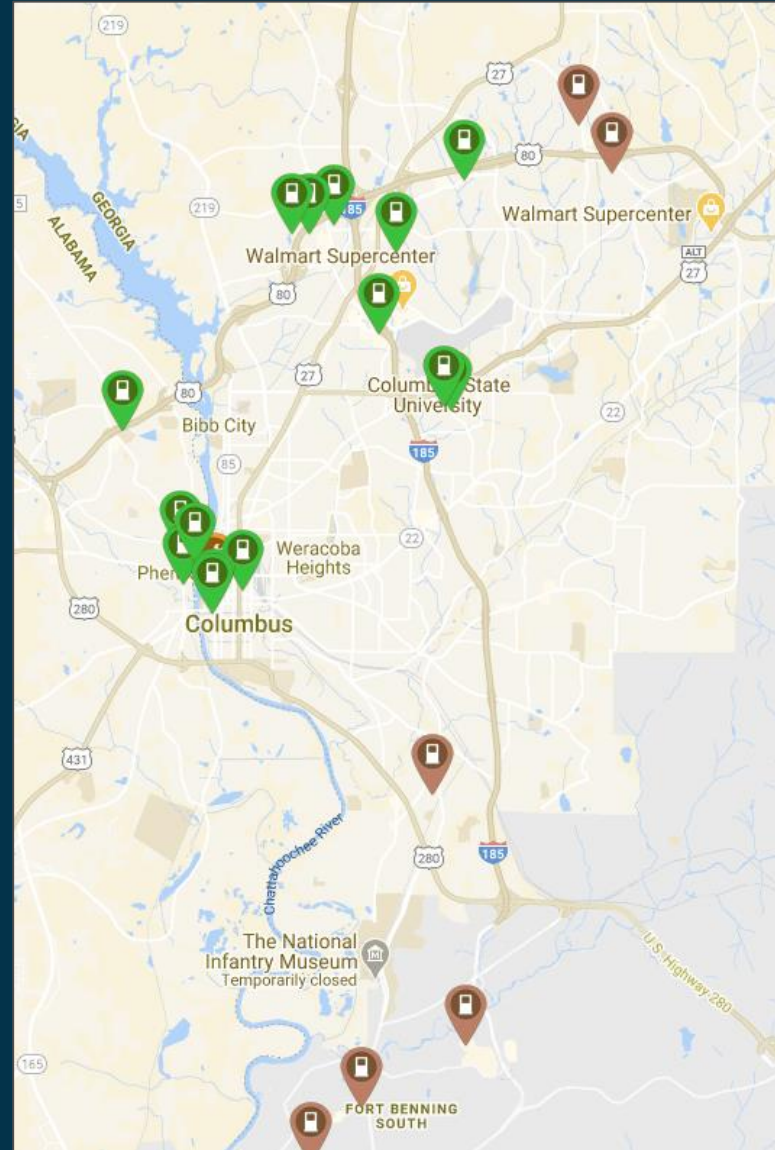 219
27
80
185
219
5
GEORGIA
ALABAMA
Walmart Supercenter
Walmart Supercenter
ALT
27
80
27
80
State
University
22
Bibb City
185
85
22
Weracoba
Heights
280
Columbus
431
Chattahoochee River
280
185
The National
Infantry Museum
Temporarily closed
U.S. Highway 280
165
FORT BENNING
SOUTH